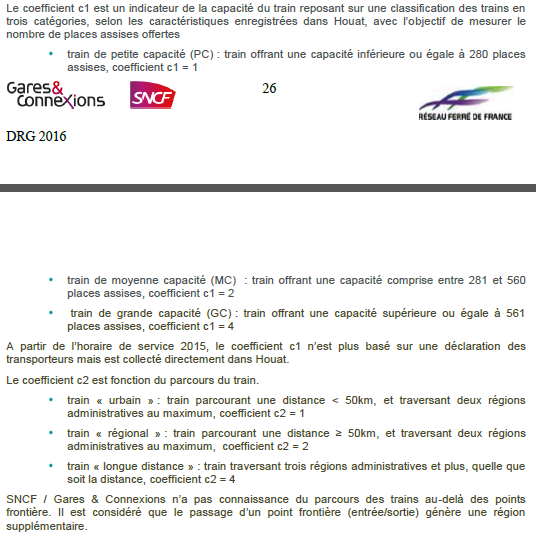 Le coefficient c1 est un indicateur de la capacité du train reposant sur une classification des trains en
trois catégories, selon les caractéristiques enregistrées dans Houat, avec l'objectif de mesurer le
nombre de places assises offertes
• train de petite capacité (PC) : train offrant une capacité inférieure ou égale à 280 places
assises, coefficient c1 = 1
Gares&
Connexions
SNCF
26
RÉSEAU FERRÉ DE FRANCE
DRG 2016
• train de moyenne capacité (MC) : train offrant une capacité comprise entre 281 et 560
places assises, coefficient c1 = 2
• train de grande capacité (GC) : train offrant une capacité supérieure ou égale à 561
places assises, coefficient c1 = 4
A partir de l'horaire de service 2015, le coefficient c1 n'est plus basé sur une déclaration des
transporteurs mais est collecté directement dans Houat.
Le coefficient c2 est fonction du parcours du train.
• train « urbain » : train parcourant une distance < 50km, et traversant deux régions
administratives au maximum, coefficient c2 = 1
• train « régional » : train parcourant une distance ≥ 50km, et traversant deux régions
administratives au maximum, coefficient c2 = 2
• train « longue distance » : train traversant trois régions administratives et plus, quelle que
soit la distance, coefficient c2 = 4
SNCF / Gares & Connexions n'a pas connaissance du parcours des trains au-delà des points
frontière. Il est considéré que le passage d'un point frontière (entrée/sortie) génère une région
supplémentaire.